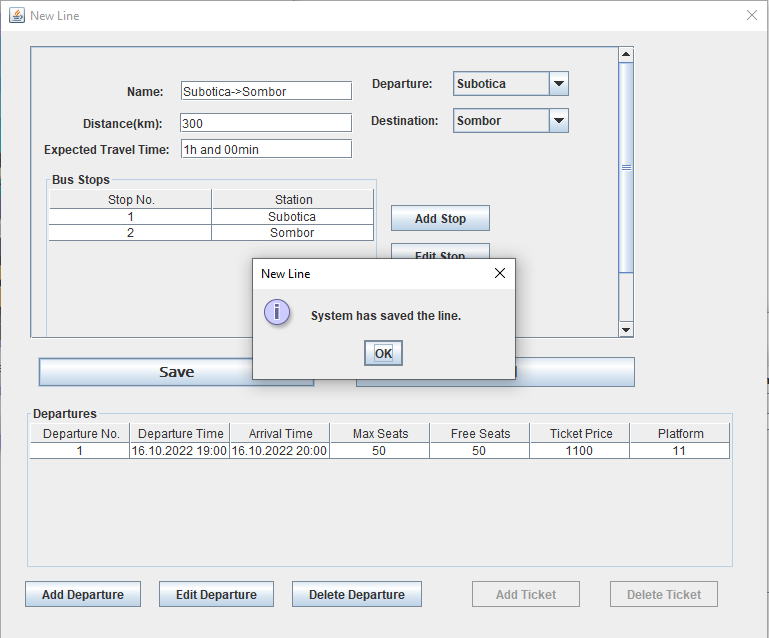 New Line
Name: Subotica->Sombor
Departure: Subotica
Distance(km): 300
Destination: Sombor
Expected Travel Time: 1h and 00min
Bus Stops
Stop No. Station
1 Subotica
2 Sombor
Add Stop
Edit Stop
New Line
System has saved the line.
OK
Save
Departures
Departure No. Departure Time Arrival Time Max Seats Free Seats Ticket Price Platform
1 16.10.2022 19:00 16.10.2022 20:00 50 50 1100 11
Add Departure Edit Departure Delete Departure Add Ticket Delete Ticket